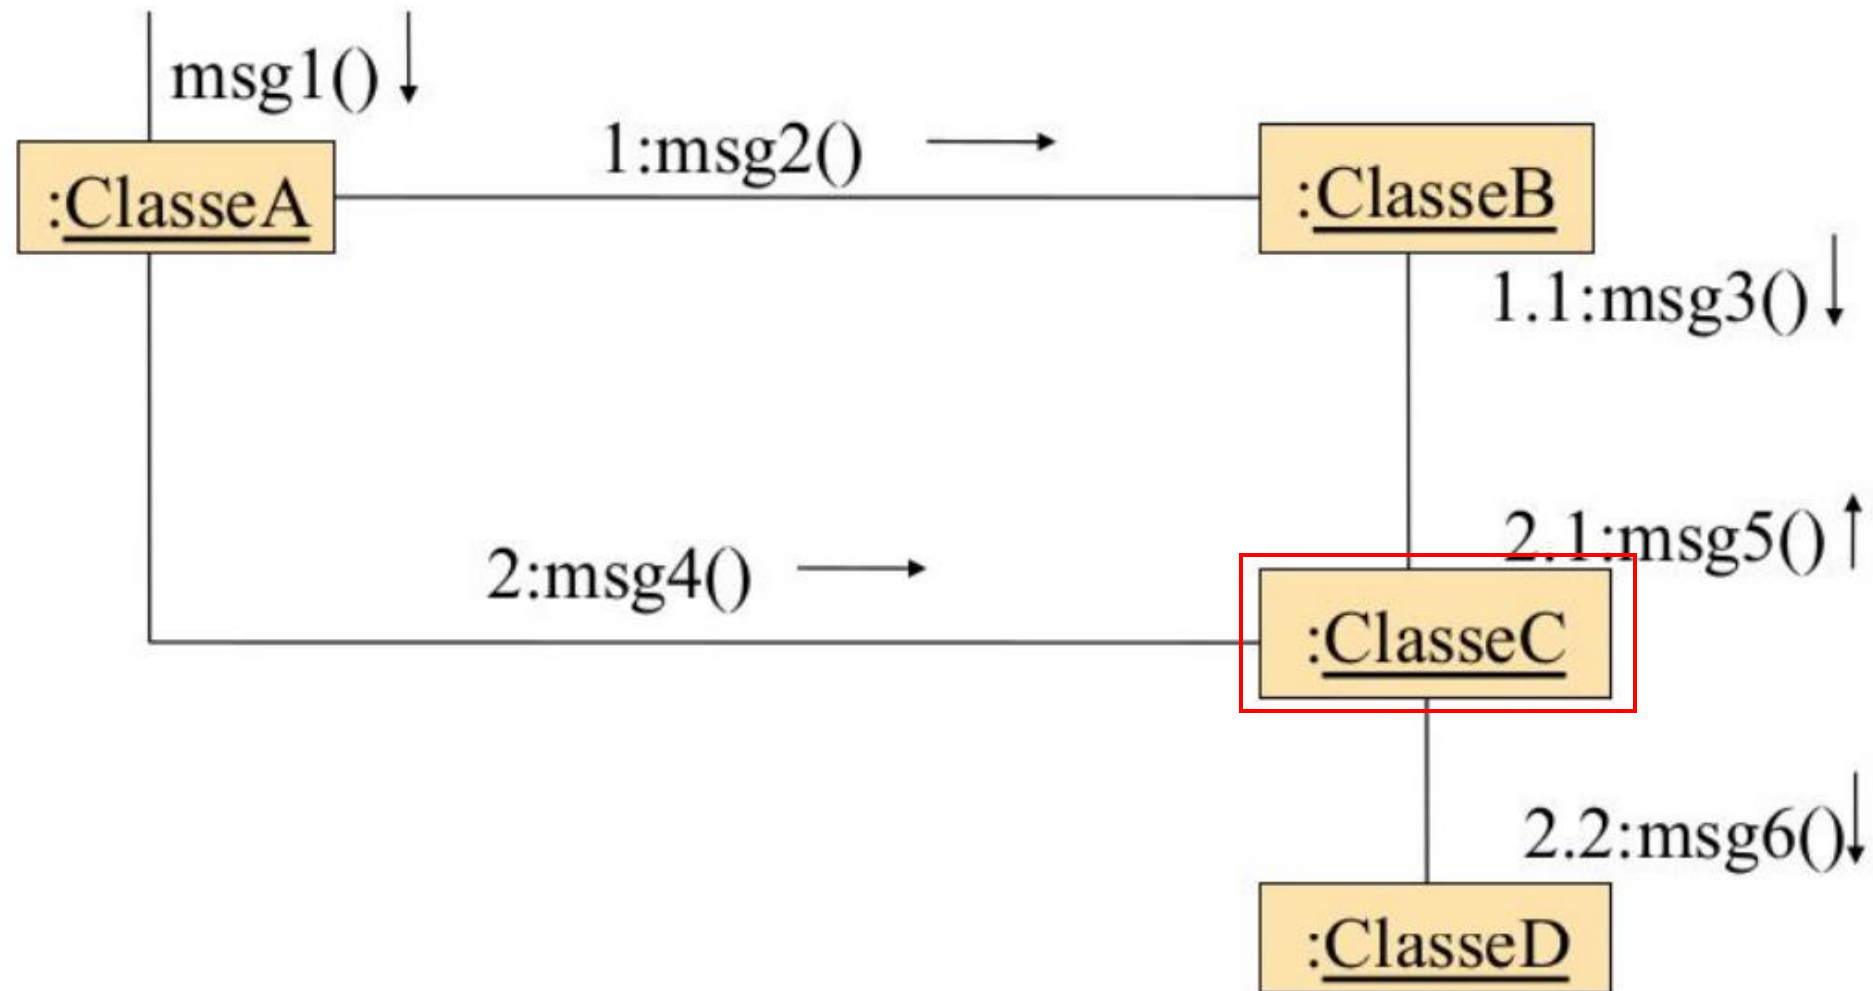 msg1()
1:msg2()
:ClasseA
:ClasseB
1.1:msg3()
2.1:msg5()
2:msg4()
:ClasseC
2.2:msg6()
:ClasseD